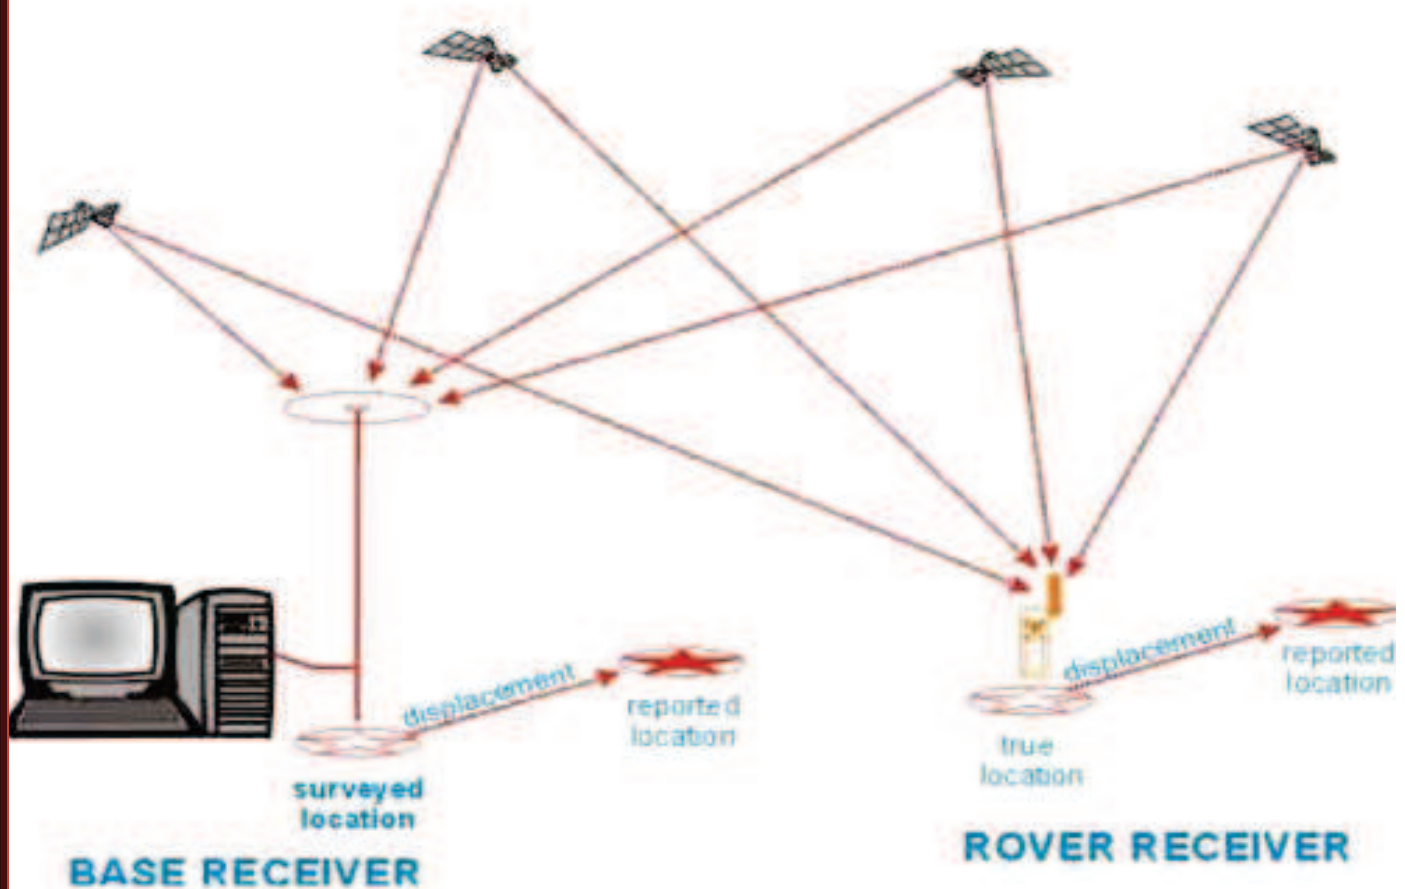 displacement
reported
location
surveyed
location
BASE RECEIVER
displacement
reported
location
true
location
ROVER RECEIVER